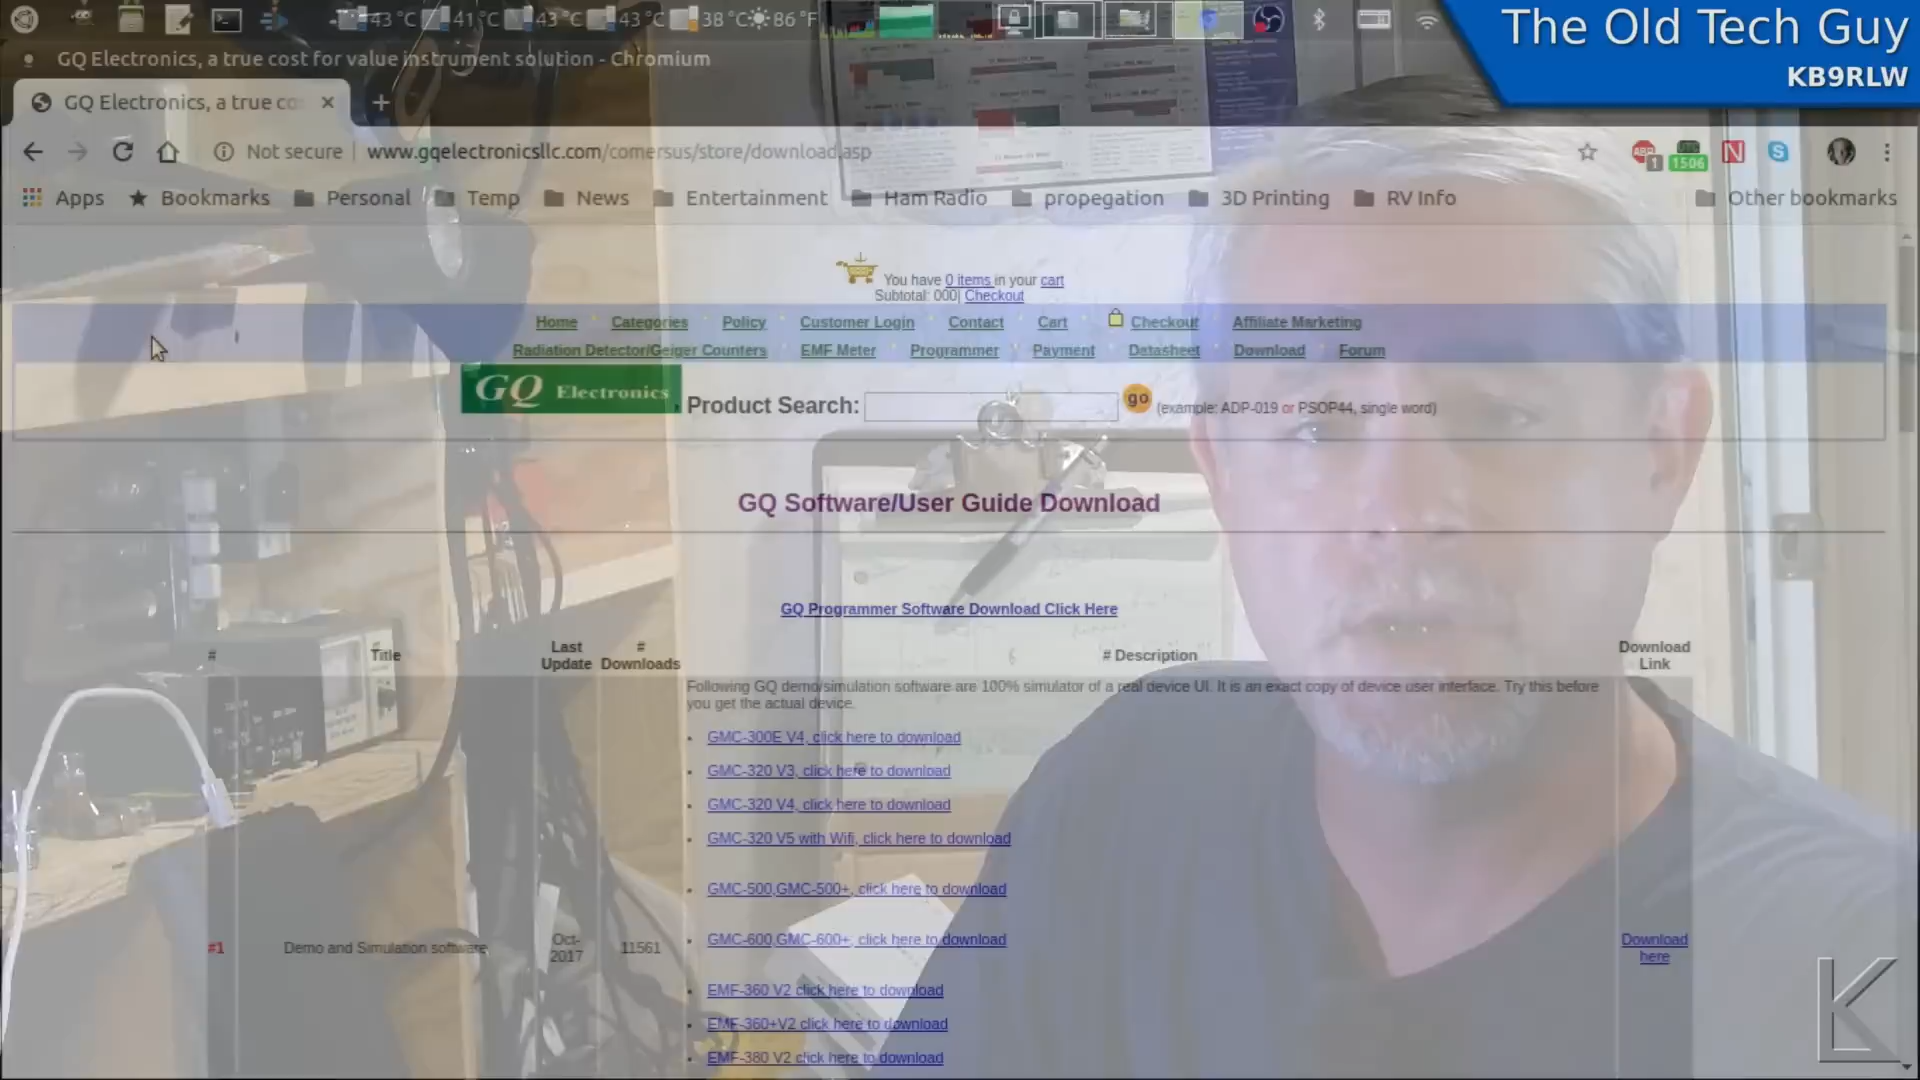 43 °C 41 °C 43 °C 43 °C 38 °C 86 °F
The Old Tech Guy
KB9RLW
GQ Electronics, a true cost for value instrument solution - Chromium
GQ Electronics, a true co
Not secure www.gqelectronicsllc.com/comersus/store/download.asp
ABP 1 UTC 1506 N S
Apps Bookmarks Personal Temp News Entertainment Ham Radio propegation 3D Printing RV Info Other bookmarks
You have 0 items in your cart
Subtotal: 000| Checkout
Home Categories Policy Customer Login Contact Cart Checkout Affiliate Marketing
Radiation Detector/Geiger Counters EMF Meter Programmer Payment Datasheet Download Forum
GQ Electronics Product Search: go (example: ADP-019 or PSOP44, single word)
GQ Software/User Guide Download
GQ Programmer Software Download Click Here
# Title Last Update # Downloads # Description Download Link
Following GQ demo/simulation software are 100% simulator of a real device UI. It is an exact copy of device user interface. Try this before
you get the actual device.
GMC-300E V4, click here to download
GMC-320 V3, click here to download
GMC-320 V4, click here to download
GMC-320 V5 with Wifi, click here to download
GMC-500,GMC-500+, click here to download
GMC-600,GMC-600+, click here to download
#1 Demo and Simulation software Oct-2017 11561 Download here
EMF-360 V2 click here to download
EMF-360+V2 click here to download
EMF-380 V2 click here to download
K